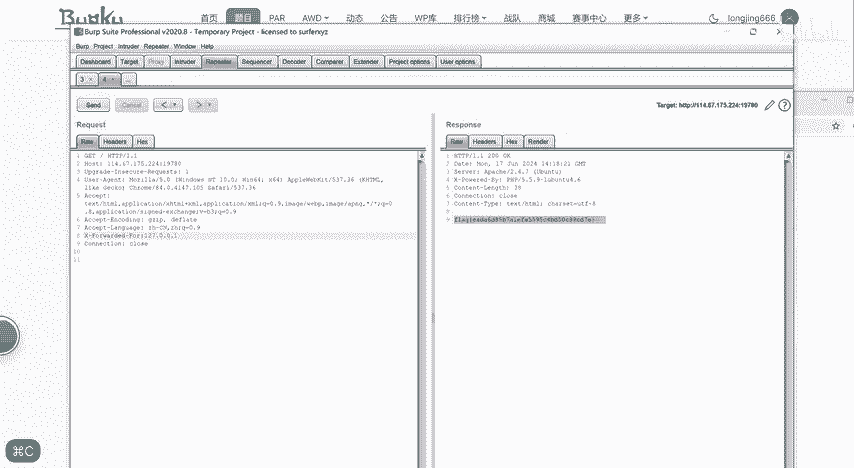 Bugku 首页 题目 PAR AWD 动态 公告 WP库 排行榜 战队 商城 赛事中心 更多 longjing666
Burp Suite Professional v2020.8 - Temporary Project - licensed to surferxyz
Burp Project Intruder Repeater Window Help
Dashboard Target Proxy Intruder Repeater Sequencer Decoder Comparer Extender Project options User options
3 × 4 × ...
Send Cancel < > Target: http://114.67.175.224:19780
Request
Raw Headers Hex
1 GET / HTTP/1.1
2 Host: 114.67.175.224:19780
3 Upgrade-Insecure-Requests: 1
4 User-Agent: Mozilla/5.0 (Windows NT 10.0; Win64; x64) AppleWebKit/537.36 (KHTML,
like Gecko) Chrome/84.0.4147.105 Safari/537.36
5 Accept:
text/html,application/xhtml+xml,application/xml;q=0.9,image/webp,image/apng,*/*;q=0
.8,application/signed-exchange;v=b3;q=0.9
6 Accept-Encoding: gzip, deflate
7 Accept-Language: zh-CN,zh;q=0.9
8 X-Forwarded-For:127.0.0.1
9 Connection: close
10
11
Response
Raw Headers Hex Render
1 HTTP/1.1 200 OK
2 Date: Mon, 17 Jun 2024 14:18:21 GMT
3 Server: Apache/2.4.7 (Ubuntu)
4 X-Powered-By: PHP/5.5.9-1ubuntu4.6
5 Content-Length: 38
6 Connection: close
7 Content-Type: text/html; charset=utf-8
8
9
⌘C